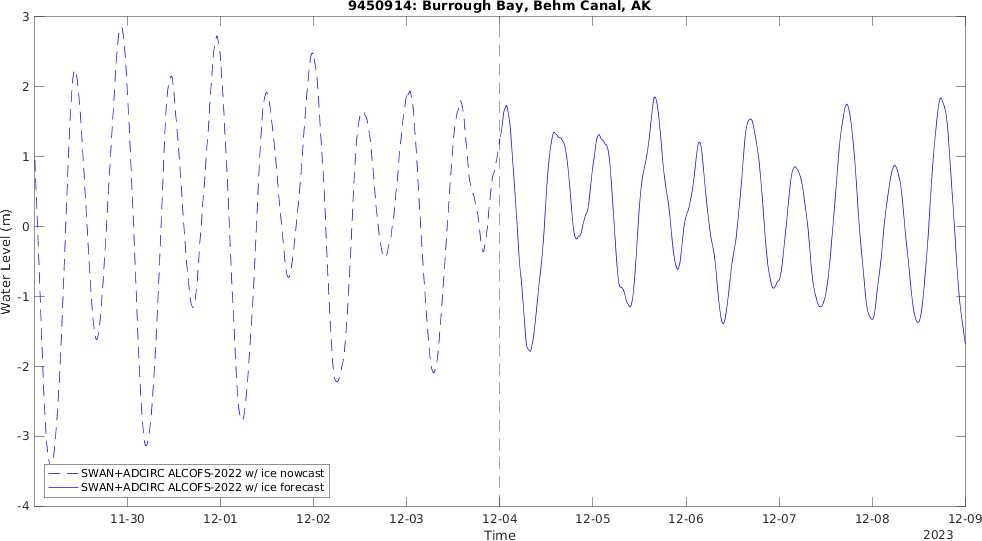 9450914: Burrough Bay, Behm Canal, AK
3
2
1
0
-1
-2
-3
-4
Water Level (m)
SWAN+ADCIRC ALCOFS-2022 w/ ice nowcast
SWAN+ADCIRC ALCOFS-2022 w/ ice forecast
11-30 12-01 12-02 12-03 12-04 12-05 12-06 12-07 12-08 12-09
Time
2023